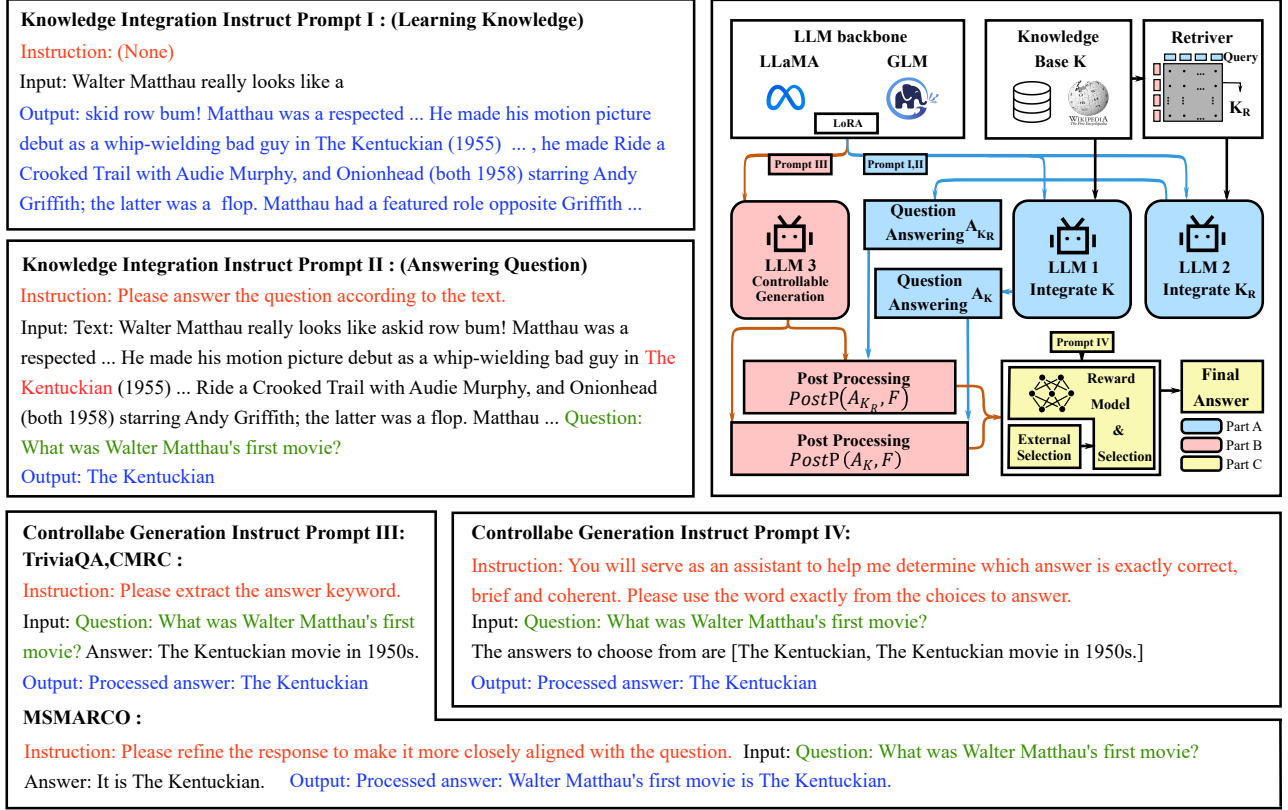 Knowledge Integration Instruct Prompt I : (Learning Knowledge)
Instruction: (None)
Input: Walter Matthau really looks like a
Output: skid row bum! Matthau was a respected ... He made his motion picture
debut as a whip-wielding bad guy in The Kentuckian (1955) ... , he made Ride a
Crooked Trail with Audie Murphy, and Onionhead (both 1958) starring Andy
Griffith; the latter was a flop. Matthau had a featured role opposite Griffith ...
Knowledge Integration Instruct Prompt II : (Answering Question)
Instruction: Please answer the question according to the text.
Input: Text: Walter Matthau really looks like askid row bum! Matthau was a
respected ... He made his motion picture debut as a whip-wielding bad guy in The
Kentuckian (1955) ... Ride a Crooked Trail with Audie Murphy, and Onionhead
(both 1958) starring Andy Griffith; the latter was a flop. Matthau ... Question:
What was Walter Matthau's first movie?
Output: The Kentuckian
LLM backbone
LLaMA
GLM
LoRA
Knowledge
Base K
WIKIPEDIA
The Free Encyclopedia
Retriver
Query
K_R
Prompt III
Prompt I,II
LLM 3
Controllable
Generation
Question
Answering A_KR
Question
Answering A_K
LLM 1
Integrate K
LLM 2
Integrate K_R
Post Processing
PostP(A_{K_R}, F)
Post Processing
PostP(A_K, F)
Prompt IV
Reward
Model
&
Selection
External
Selection
Final
Answer
Part A
Part B
Part C
Controllabe Generation Instruct Prompt III:
TriviaQA,CMRC :
Instruction: Please extract the answer keyword.
Input: Question: What was Walter Matthau's first
movie? Answer: The Kentuckian movie in 1950s.
Output: Processed answer: The Kentuckian
Controllabe Generation Instruct Prompt IV:
Instruction: You will serve as an assistant to help me determine which answer is exactly correct,
brief and coherent. Please use the word exactly from the choices to answer.
Input: Question: What was Walter Matthau's first movie?
The answers to choose from are [The Kentuckian, The Kentuckian movie in 1950s.]
Output: Processed answer: The Kentuckian
MSMARCO :
Instruction: Please refine the response to make it more closely aligned with the question. Input: Question: What was Walter Matthau's first movie?
Answer: It is The Kentuckian. Output: Processed answer: Walter Matthau's first movie is The Kentuckian.